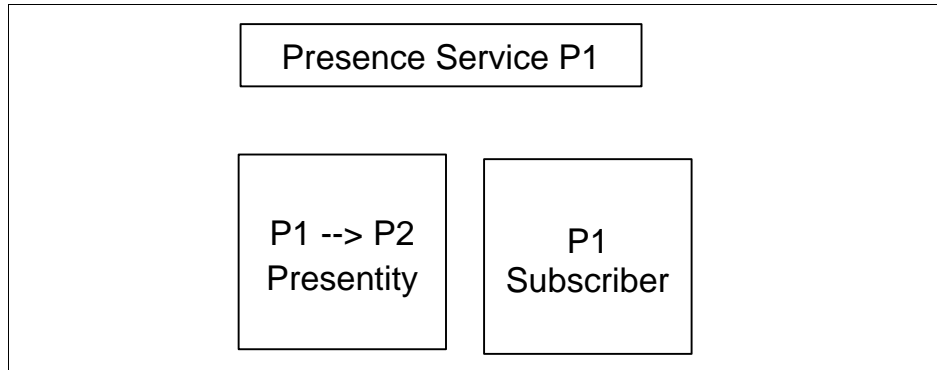 Presence Service P1
P1 --> P2
Presentity
P1
Subscriber